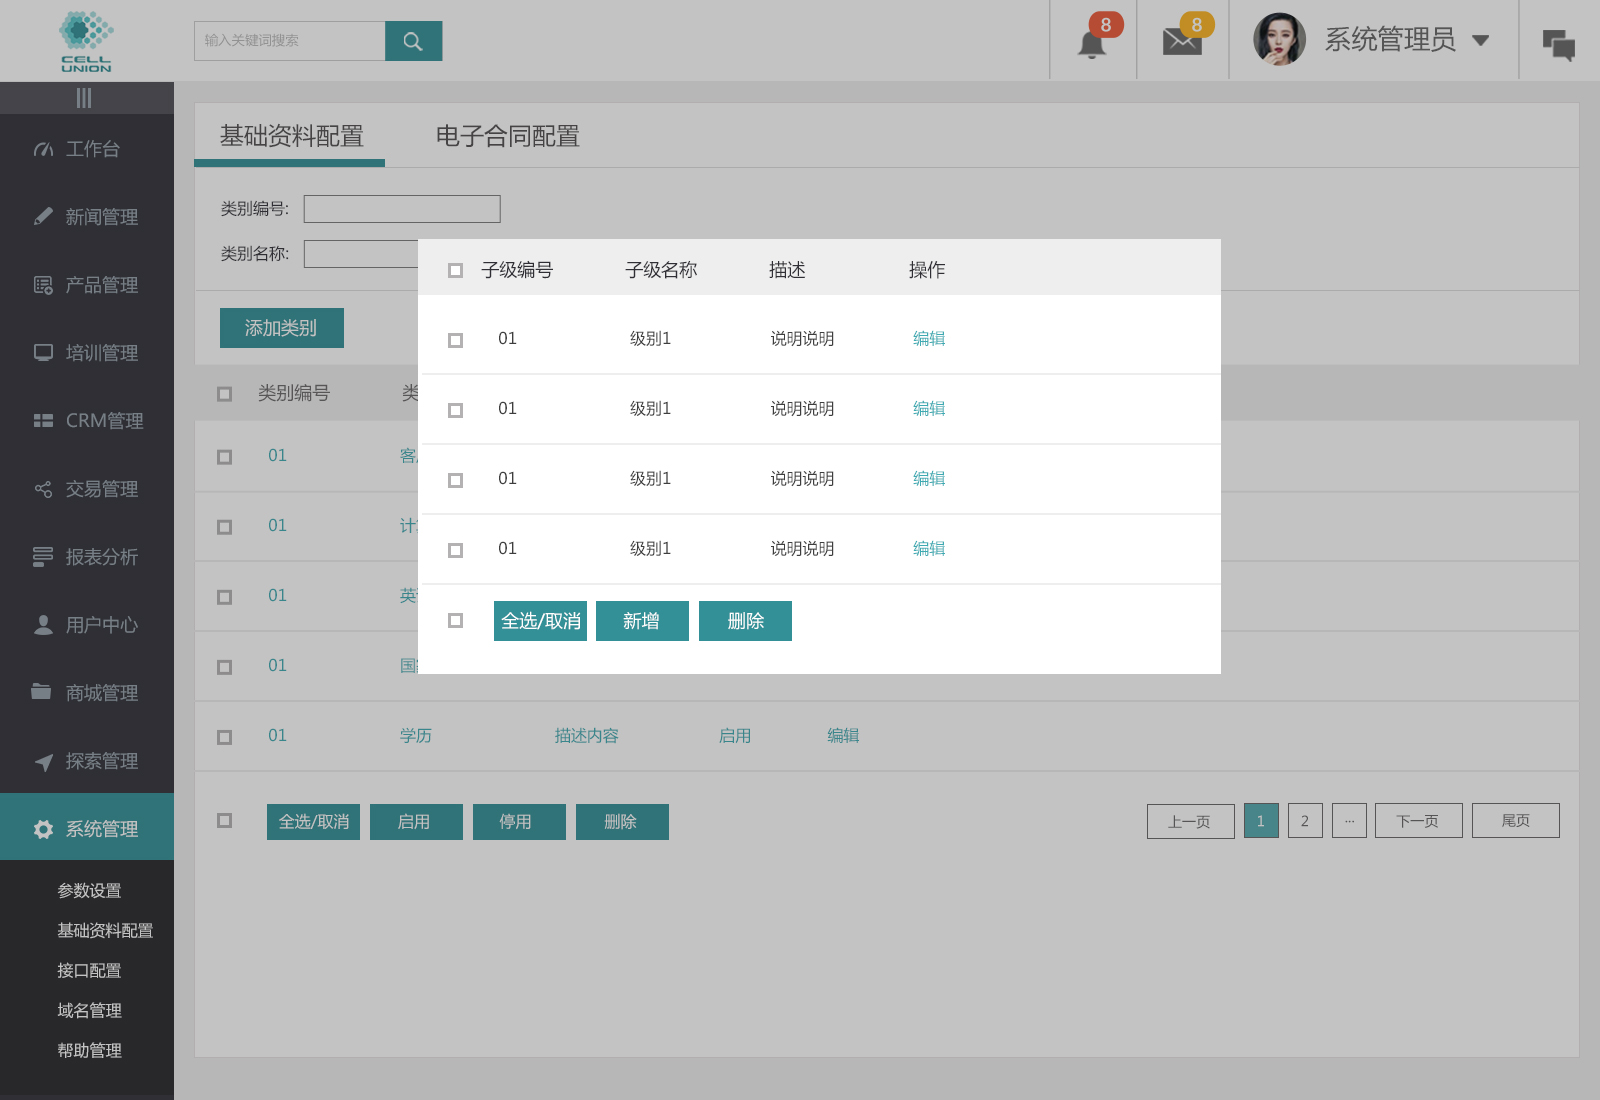 CELL
UNION
输入关键词搜索
8
8
系统管理员
工作台
新闻管理
产品管理
培训管理
CRM管理
交易管理
报表分析
用户中心
商城管理
探索管理
系统管理
参数设置
基础资料配置
接口配置
域名管理
帮助管理
基础资料配置 电子合同配置
类别编号:
类别名称:
添加类别
类别编号 类
01 客
01 计
01 英
01 国
01 学历 描述内容 启用 编辑
全选/取消 启用 停用 删除
上一页 1 2 ... 下一页 尾页
子级编号 子级名称 描述 操作
01 级别1 说明说明 编辑
01 级别1 说明说明 编辑
01 级别1 说明说明 编辑
01 级别1 说明说明 编辑
全选/取消 新增 删除